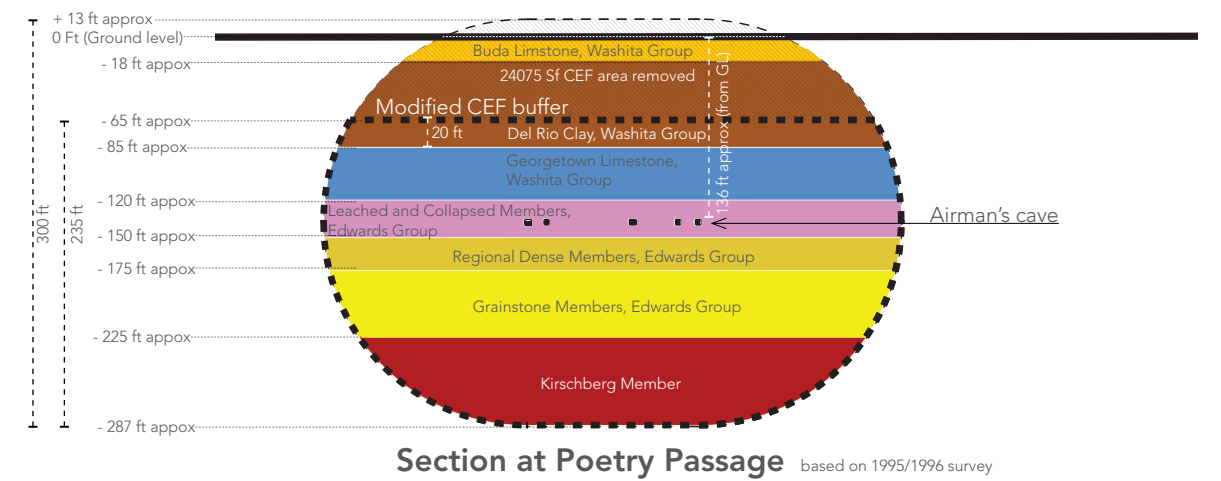 + 13 ft approx
0 Ft (Ground level)
- 18 ft appox
- 65 ft appox
- 85 ft appox
- 120 ft appox
- 150 ft appox
- 175 ft appox
- 225 ft appox
- 287 ft appox
300 ft
235 ft
Buda Limstone, Washita Group
24075 Sf CEF area removed
Modified CEF buffer
20 ft
Del Rio Clay, Washita Group
136 ft approx (from GL)
Georgetown Limestone,
Washita Group
Leached and Collapsed Members,
Edwards Group
Airman's cave
Regional Dense Members, Edwards Group
Grainstone Members, Edwards Group
Kirschberg Member
Section at Poetry Passage based on 1995/1996 survey